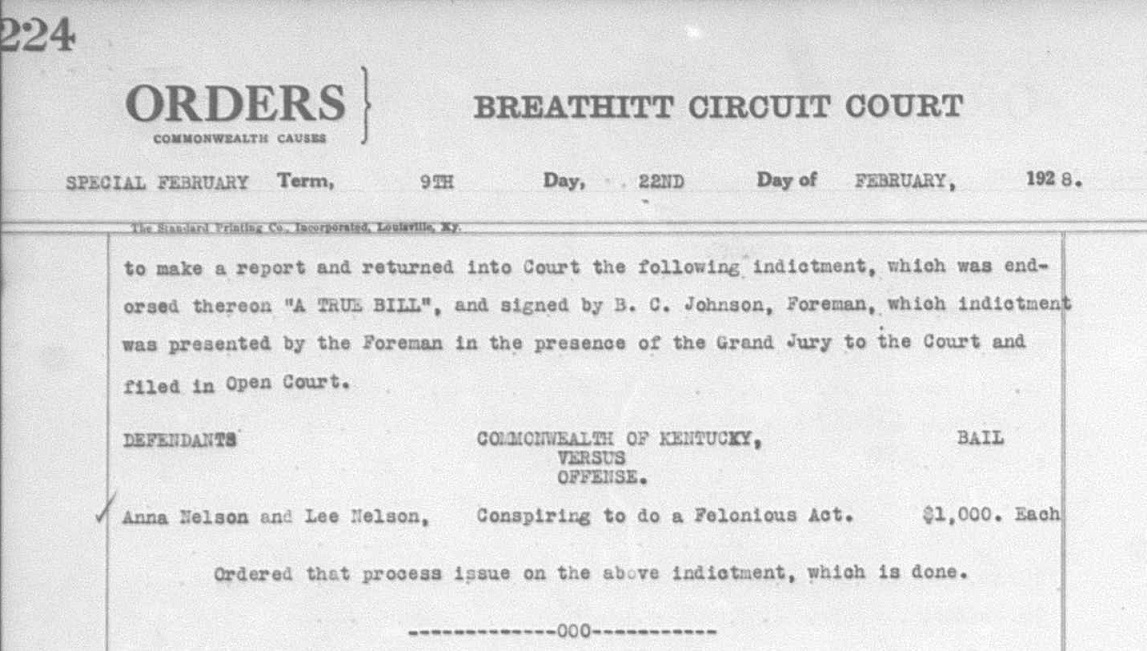 224
ORDERS } BREATHITT CIRCUIT COURT
COMMONWEALTH CAUSES
SPECIAL FEBRUARY Term, 9TH Day, 22ND Day of FEBRUARY, 1928.
The Standard Printing Co., Incorporated, Louisville, Ky.
to make a report and returned into Court the following indictment, which was end-
orsed thereon "A TRUE BILL", and signed by B. C. Johnson, Foreman, which indictment
was presented by the Foreman in the presence of the Grand Jury to the Court and
filed in Open Court.
DEFENDANTS COMMONWEALTH OF KENTUCKY, BAIL
VERSUS
OFFENSE.
✓ Anna Nelson and Lee Nelson, Conspiring to do a Felonious Act. $1,000. Each
Ordered that process issue on the above indictment, which is done.
-------------000-----------